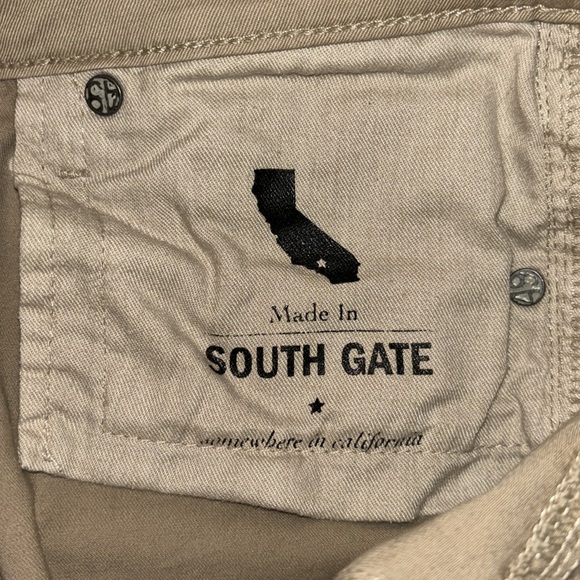 Made In
SOUTH GATE
somewhere in california